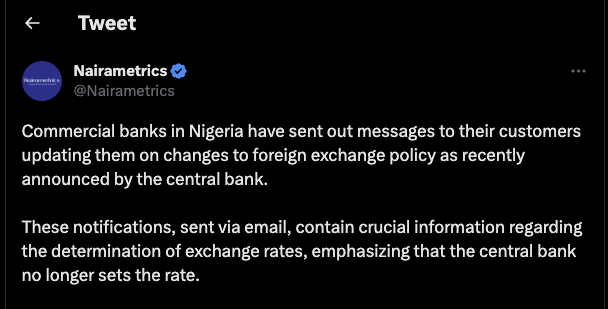 Tweet
Nairametrics
@Nairametrics
Commercial banks in Nigeria have sent out messages to their customers
updating them on changes to foreign exchange policy as recently
announced by the central bank.
These notifications, sent via email, contain crucial information regarding
the determination of exchange rates, emphasizing that the central bank
no longer sets the rate.